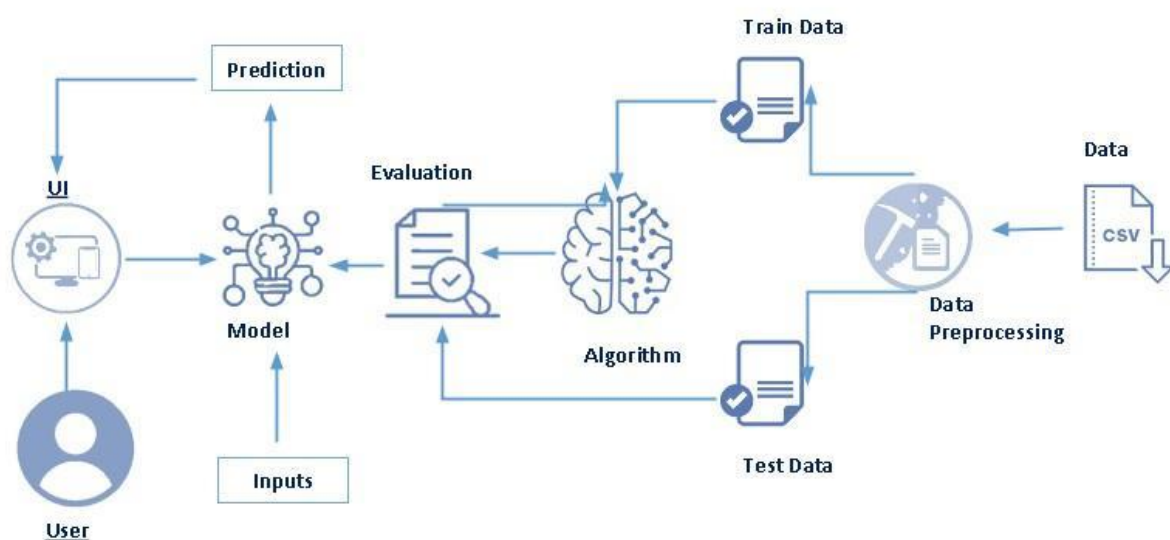 Train Data
Prediction
Data
Evaluation
UI
CSV
Model
Algorithm
Data
Preprocessing
Inputs
Test Data
User